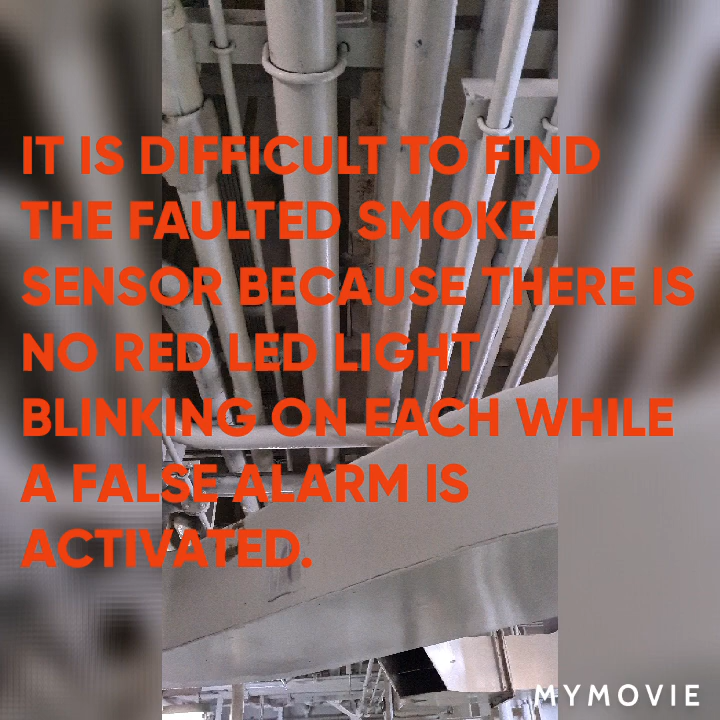 IT IS DIFFICULT TO FIND
THE FAULTED SMOKE
SENSOR BECAUSE THERE IS
NO RED LED LIGHT
BLINKING ON EACH WHILE
A FALSE ALARM IS
ACTIVATED.
MYMOVIE